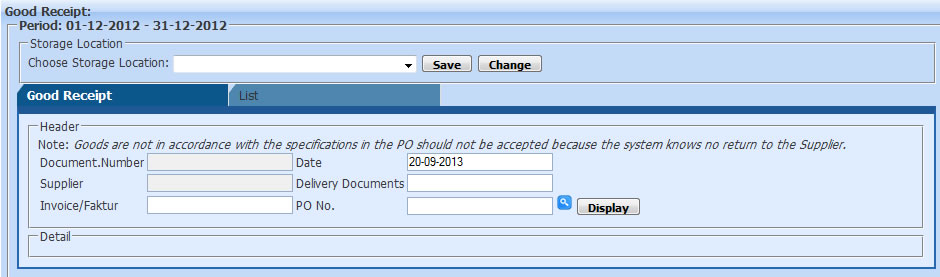 Good Receipt:
Period: 01-12-2012 - 31-12-2012
Storage Location
Choose Storage Location: Save Change
Good Receipt List
Header
Note: Goods are not in accordance with the specifications in the PO should not be accepted because the system knows no return to the Supplier.
Document.Number Date 20-09-2013
Supplier Delivery Documents
Invoice/Faktur PO No. Display
Detail